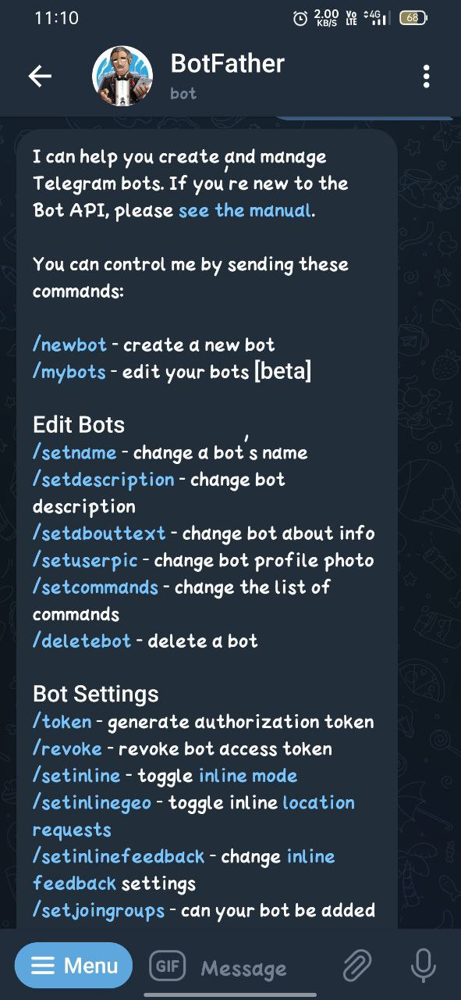 11:10
2.00 KB/S Vo LTE 4G 68
BotFather
bot
I can help you create and manage
Telegram bots. If you're new to the
Bot API, please see the manual.
You can control me by sending these
commands:
/newbot - create a new bot
/mybots - edit your bots [beta]
Edit Bots
/setname - change a bot's name
/setdescription - change bot
description
/setabouttext - change bot about info
/setuserpic - change bot profile photo
/setcommands - change the list of
commands
/deletebot - delete a bot
Bot Settings
/token - generate authorization token
/revoke - revoke bot access token
/setinline - toggle inline mode
/setinlinegeo - toggle inline location
requests
/setinlinefeedback - change inline
feedback settings
/setjoingroups - can your bot be added
Menu GIF Message